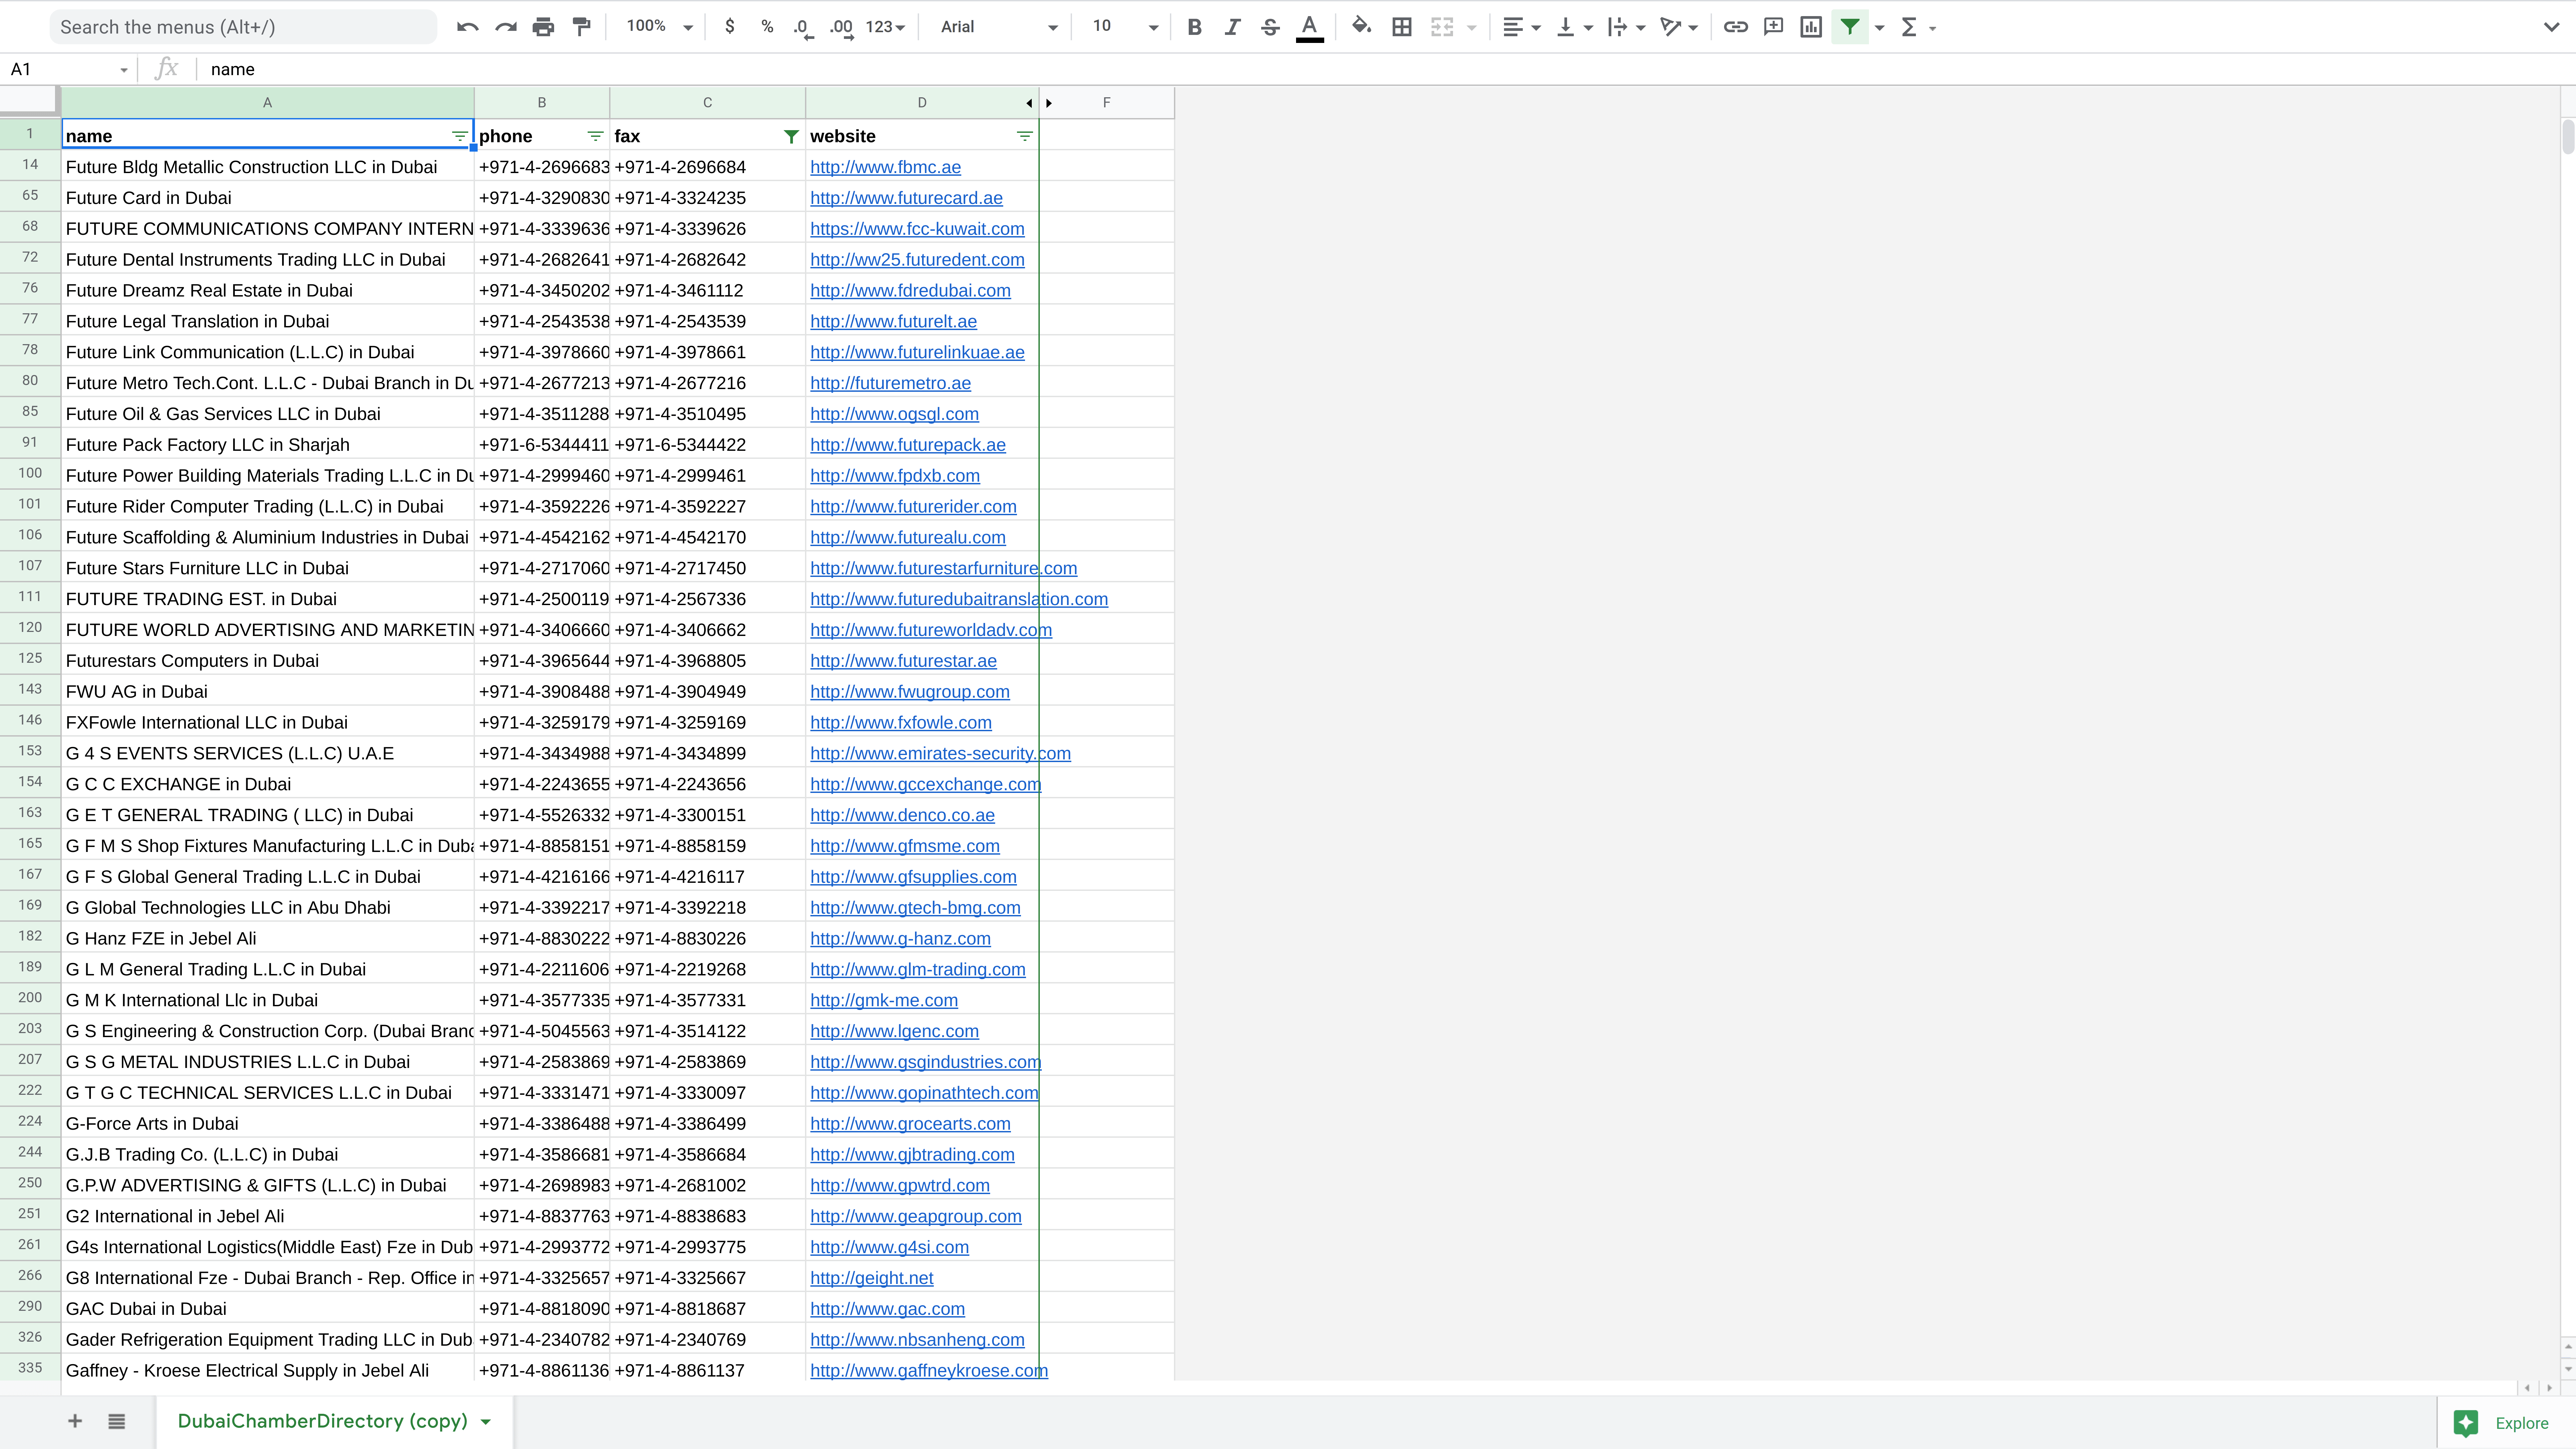 Search the menus (Alt+/) 100% $ % .0 .00 123 Arial 10 B I S A Σ
A1 fx name
A B C D F
1 name phone fax website
14 Future Bldg Metallic Construction LLC in Dubai +971-4-2696683 +971-4-2696684 http://www.fbmc.ae
65 Future Card in Dubai +971-4-3290830 +971-4-3324235 http://www.futurecard.ae
68 FUTURE COMMUNICATIONS COMPANY INTERN +971-4-3339636 +971-4-3339626 https://www.fcc-kuwait.com
72 Future Dental Instruments Trading LLC in Dubai +971-4-2682641 +971-4-2682642 http://ww25.futuredent.com
76 Future Dreamz Real Estate in Dubai +971-4-3450202 +971-4-3461112 http://www.fdredubai.com
77 Future Legal Translation in Dubai +971-4-2543538 +971-4-2543539 http://www.futurelt.ae
78 Future Link Communication (L.L.C) in Dubai +971-4-3978660 +971-4-3978661 http://www.futurelinkuae.ae
80 Future Metro Tech.Cont. L.L.C - Dubai Branch in Du +971-4-2677213 +971-4-2677216 http://futuremetro.ae
85 Future Oil & Gas Services LLC in Dubai +971-4-3511288 +971-4-3510495 http://www.ogsgl.com
91 Future Pack Factory LLC in Sharjah +971-6-5344411 +971-6-5344422 http://www.futurepack.ae
100 Future Power Building Materials Trading L.L.C in Du +971-4-2999460 +971-4-2999461 http://www.fpdxb.com
101 Future Rider Computer Trading (L.L.C) in Dubai +971-4-3592226 +971-4-3592227 http://www.futurerider.com
106 Future Scaffolding & Aluminium Industries in Dubai +971-4-4542162 +971-4-4542170 http://www.futurealu.com
107 Future Stars Furniture LLC in Dubai +971-4-2717060 +971-4-2717450 http://www.futurestarfurniture.com
111 FUTURE TRADING EST. in Dubai +971-4-2500119 +971-4-2567336 http://www.futuredubaitranslation.com
120 FUTURE WORLD ADVERTISING AND MARKETIN +971-4-3406660 +971-4-3406662 http://www.futureworldadv.com
125 Futurestars Computers in Dubai +971-4-3965644 +971-4-3968805 http://www.futurestar.ae
143 FWU AG in Dubai +971-4-3908488 +971-4-3904949 http://www.fwugroup.com
146 FXFowle International LLC in Dubai +971-4-3259179 +971-4-3259169 http://www.fxfowle.com
153 G 4 S EVENTS SERVICES (L.L.C) U.A.E +971-4-3434988 +971-4-3434899 http://www.emirates-security.com
154 G C C EXCHANGE in Dubai +971-4-2243655 +971-4-2243656 http://www.gccexchange.com
163 G E T GENERAL TRADING ( LLC) in Dubai +971-4-5526332 +971-4-3300151 http://www.denco.co.ae
165 G F M S Shop Fixtures Manufacturing L.L.C in Duba +971-4-8858151 +971-4-8858159 http://www.gfmsme.com
167 G F S Global General Trading L.L.C in Dubai +971-4-4216166 +971-4-4216117 http://www.gfsupplies.com
169 G Global Technologies LLC in Abu Dhabi +971-4-3392217 +971-4-3392218 http://www.gtech-bmg.com
182 G Hanz FZE in Jebel Ali +971-4-8830222 +971-4-8830226 http://www.g-hanz.com
189 G L M General Trading L.L.C in Dubai +971-4-2211606 +971-4-2219268 http://www.glm-trading.com
200 G M K International Llc in Dubai +971-4-3577335 +971-4-3577331 http://gmk-me.com
203 G S Engineering & Construction Corp. (Dubai Branc +971-4-5045563 +971-4-3514122 http://www.lgenc.com
207 G S G METAL INDUSTRIES L.L.C in Dubai +971-4-2583869 +971-4-2583869 http://www.gsgindustries.com
222 G T G C TECHNICAL SERVICES L.L.C in Dubai +971-4-3331471 +971-4-3330097 http://www.gopinathtech.com
224 G-Force Arts in Dubai +971-4-3386488 +971-4-3386499 http://www.grocearts.com
244 G.J.B Trading Co. (L.L.C) in Dubai +971-4-3586681 +971-4-3586684 http://www.gjbtrading.com
250 G.P.W ADVERTISING & GIFTS (L.L.C) in Dubai +971-4-2698983 +971-4-2681002 http://www.gpwtrd.com
251 G2 International in Jebel Ali +971-4-8837763 +971-4-8838683 http://www.geapgroup.com
261 G4s International Logistics(Middle East) Fze in Dub +971-4-2993772 +971-4-2993775 http://www.g4si.com
266 G8 International Fze - Dubai Branch - Rep. Office in +971-4-3325657 +971-4-3325667 http://geight.net
290 GAC Dubai in Dubai +971-4-8818090 +971-4-8818687 http://www.gac.com
326 Gader Refrigeration Equipment Trading LLC in Dub +971-4-2340782 +971-4-2340769 http://www.nbsanheng.com
335 Gaffney - Kroese Electrical Supply in Jebel Ali +971-4-8861136 +971-4-8861137 http://www.gaffneykroese.com
DubaiChamberDirectory (copy) Explore